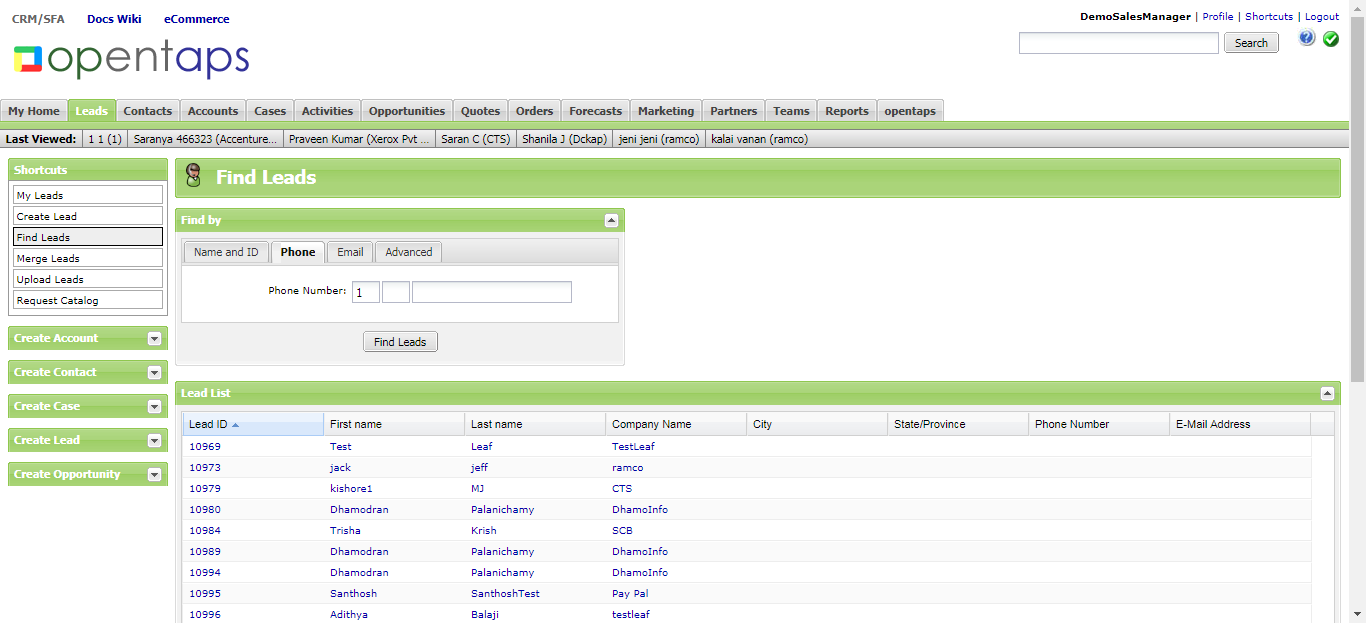 CRM/SFA Docs Wiki eCommerce
DemoSalesManager | Profile | Shortcuts | Logout
opentaps
Search
My Home Leads Contacts Accounts Cases Activities Opportunities Quotes Orders Forecasts Marketing Partners Teams Reports opentaps
Last Viewed: 1 1 (1) Saranya 466323 (Accenture... Praveen Kumar (Xerox Pvt ... Saran C (CTS) Shanila J (Dckap) jeni jeni (ramco) kalai vanan (ramco)
Shortcuts
My Leads
Create Lead
Find Leads
Merge Leads
Upload Leads
Request Catalog
Create Account
Create Contact
Create Case
Create Lead
Create Opportunity
Find Leads
Find by
Name and ID Phone Email Advanced
Phone Number: 1
Find Leads
Lead List
Lead ID First name Last name Company Name City State/Province Phone Number E-Mail Address
10969 Test Leaf TestLeaf
10973 jack jeff ramco
10979 kishore1 MJ CTS
10980 Dhamodran Palanichamy DhamoInfo
10984 Trisha Krish SCB
10989 Dhamodran Palanichamy DhamoInfo
10994 Dhamodran Palanichamy DhamoInfo
10995 Santhosh SanthoshTest Pay Pal
10996 Adithya Balaji testleaf